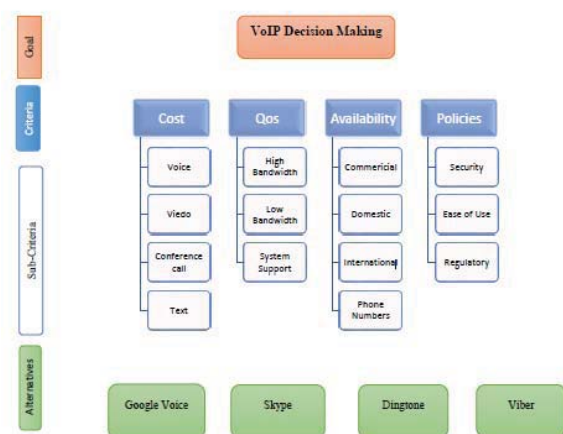 Goal
VoIP Decision Making
Criteria
Cost
Qos
Availability
Policies
Sub-Criteria
Voice
Viedo
Conference
call
Text
High
Bandwidth
Low
Bandwidth
System
Support
Commericial
Domestic
International
Phone
Numbers
Security
Ease of Use
Regulatory
Alternatives
Google Voice
Skype
Dingtone
Viber